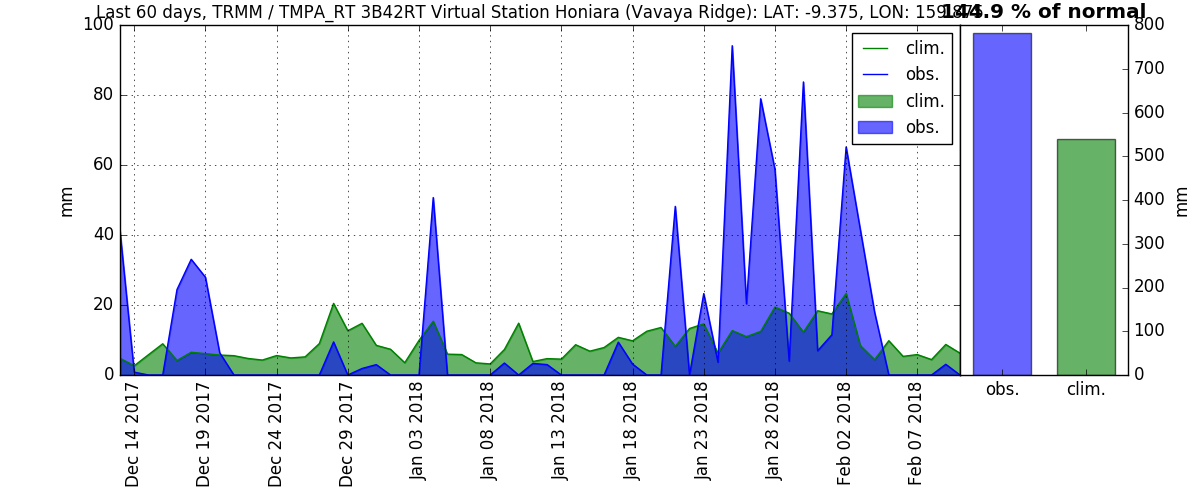 Last 60 days, TRMM / TMPA_RT 3B42RT Virtual Station Honiara (Vavaya Ridge): LAT: -9.375, LON:
144.9 % of normal
100
80
60
40
20
0
mm
clim.
obs.
clim.
obs.
800
700
600
500
400
300
200
100
0
mm
Dec 14 2017
Dec 19 2017
Dec 24 2017
Dec 29 2017
Jan 03 2018
Jan 08 2018
Jan 13 2018
Jan 18 2018
Jan 23 2018
Jan 28 2018
Feb 02 2018
Feb 07 2018
obs.
clim.